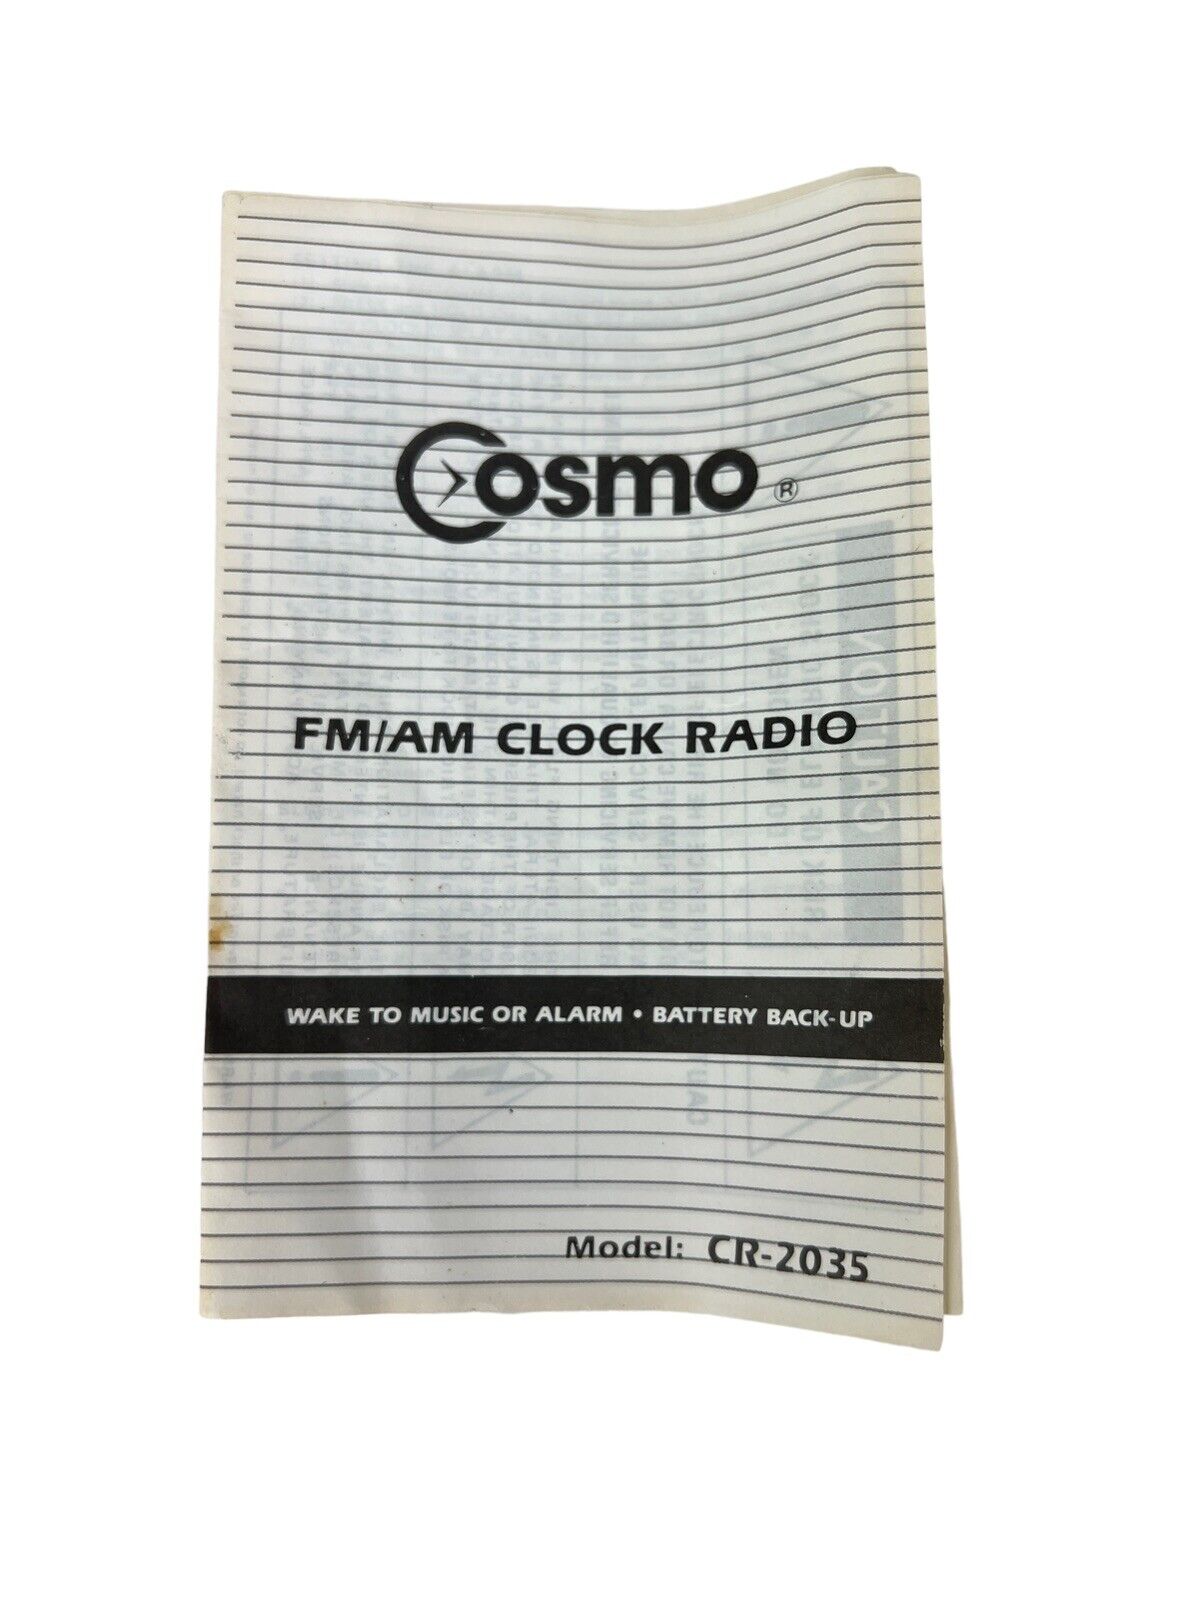 Cosmo ®
FM/AM CLOCK RADIO
WAKE TO MUSIC OR ALARM • BATTERY BACK-UP
Model: CR-2035